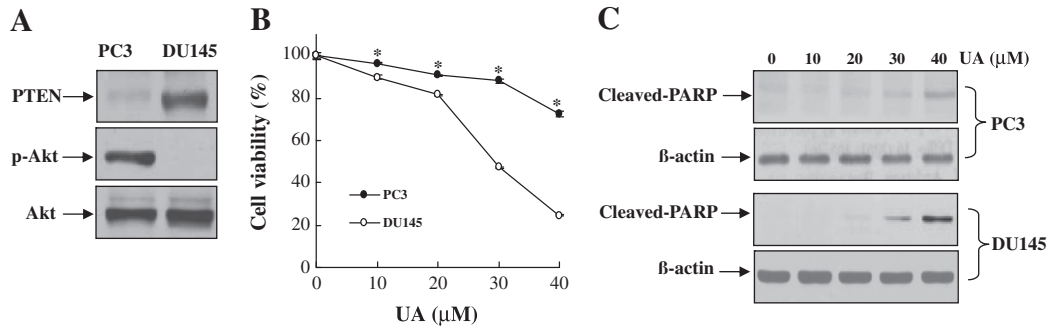 A
PC3 DU145
PTEN
p-Akt
Akt
B
Cell viability (%)
100
80
60
40
20
0
* * * *
PC3
DU145
0 10 20 30 40
UA (μM)
C
0 10 20 30 40 UA (μM)
Cleaved-PARP
ß-actin
PC3
Cleaved-PARP
ß-actin
DU145